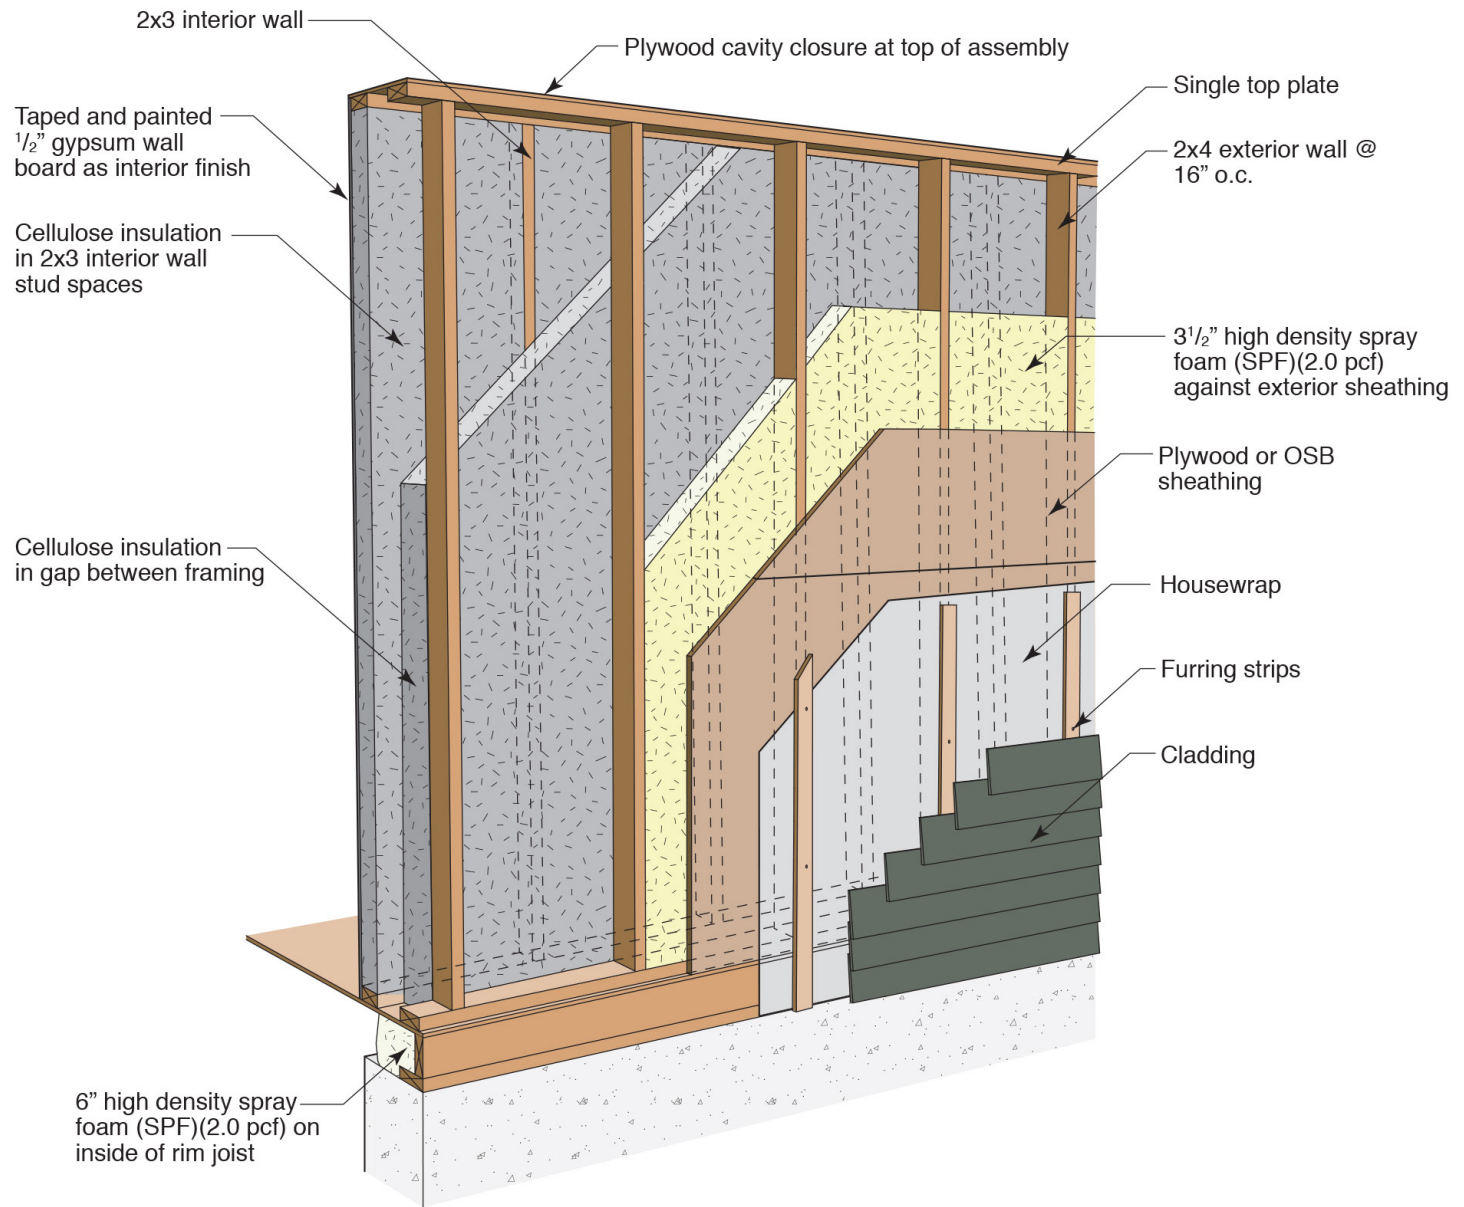 2x3 interior wall
Plywood cavity closure at top of assembly
Single top plate
Taped and painted
1/2” gypsum wall
board as interior finish
2x4 exterior wall @
16” o.c.
Cellulose insulation
in 2x3 interior wall
stud spaces
31/2” high density spray
foam (SPF)(2.0 pcf)
against exterior sheathing
Plywood or OSB
sheathing
Cellulose insulation
in gap between framing
Housewrap
Furring strips
Cladding
6” high density spray
foam (SPF)(2.0 pcf) on
inside of rim joist